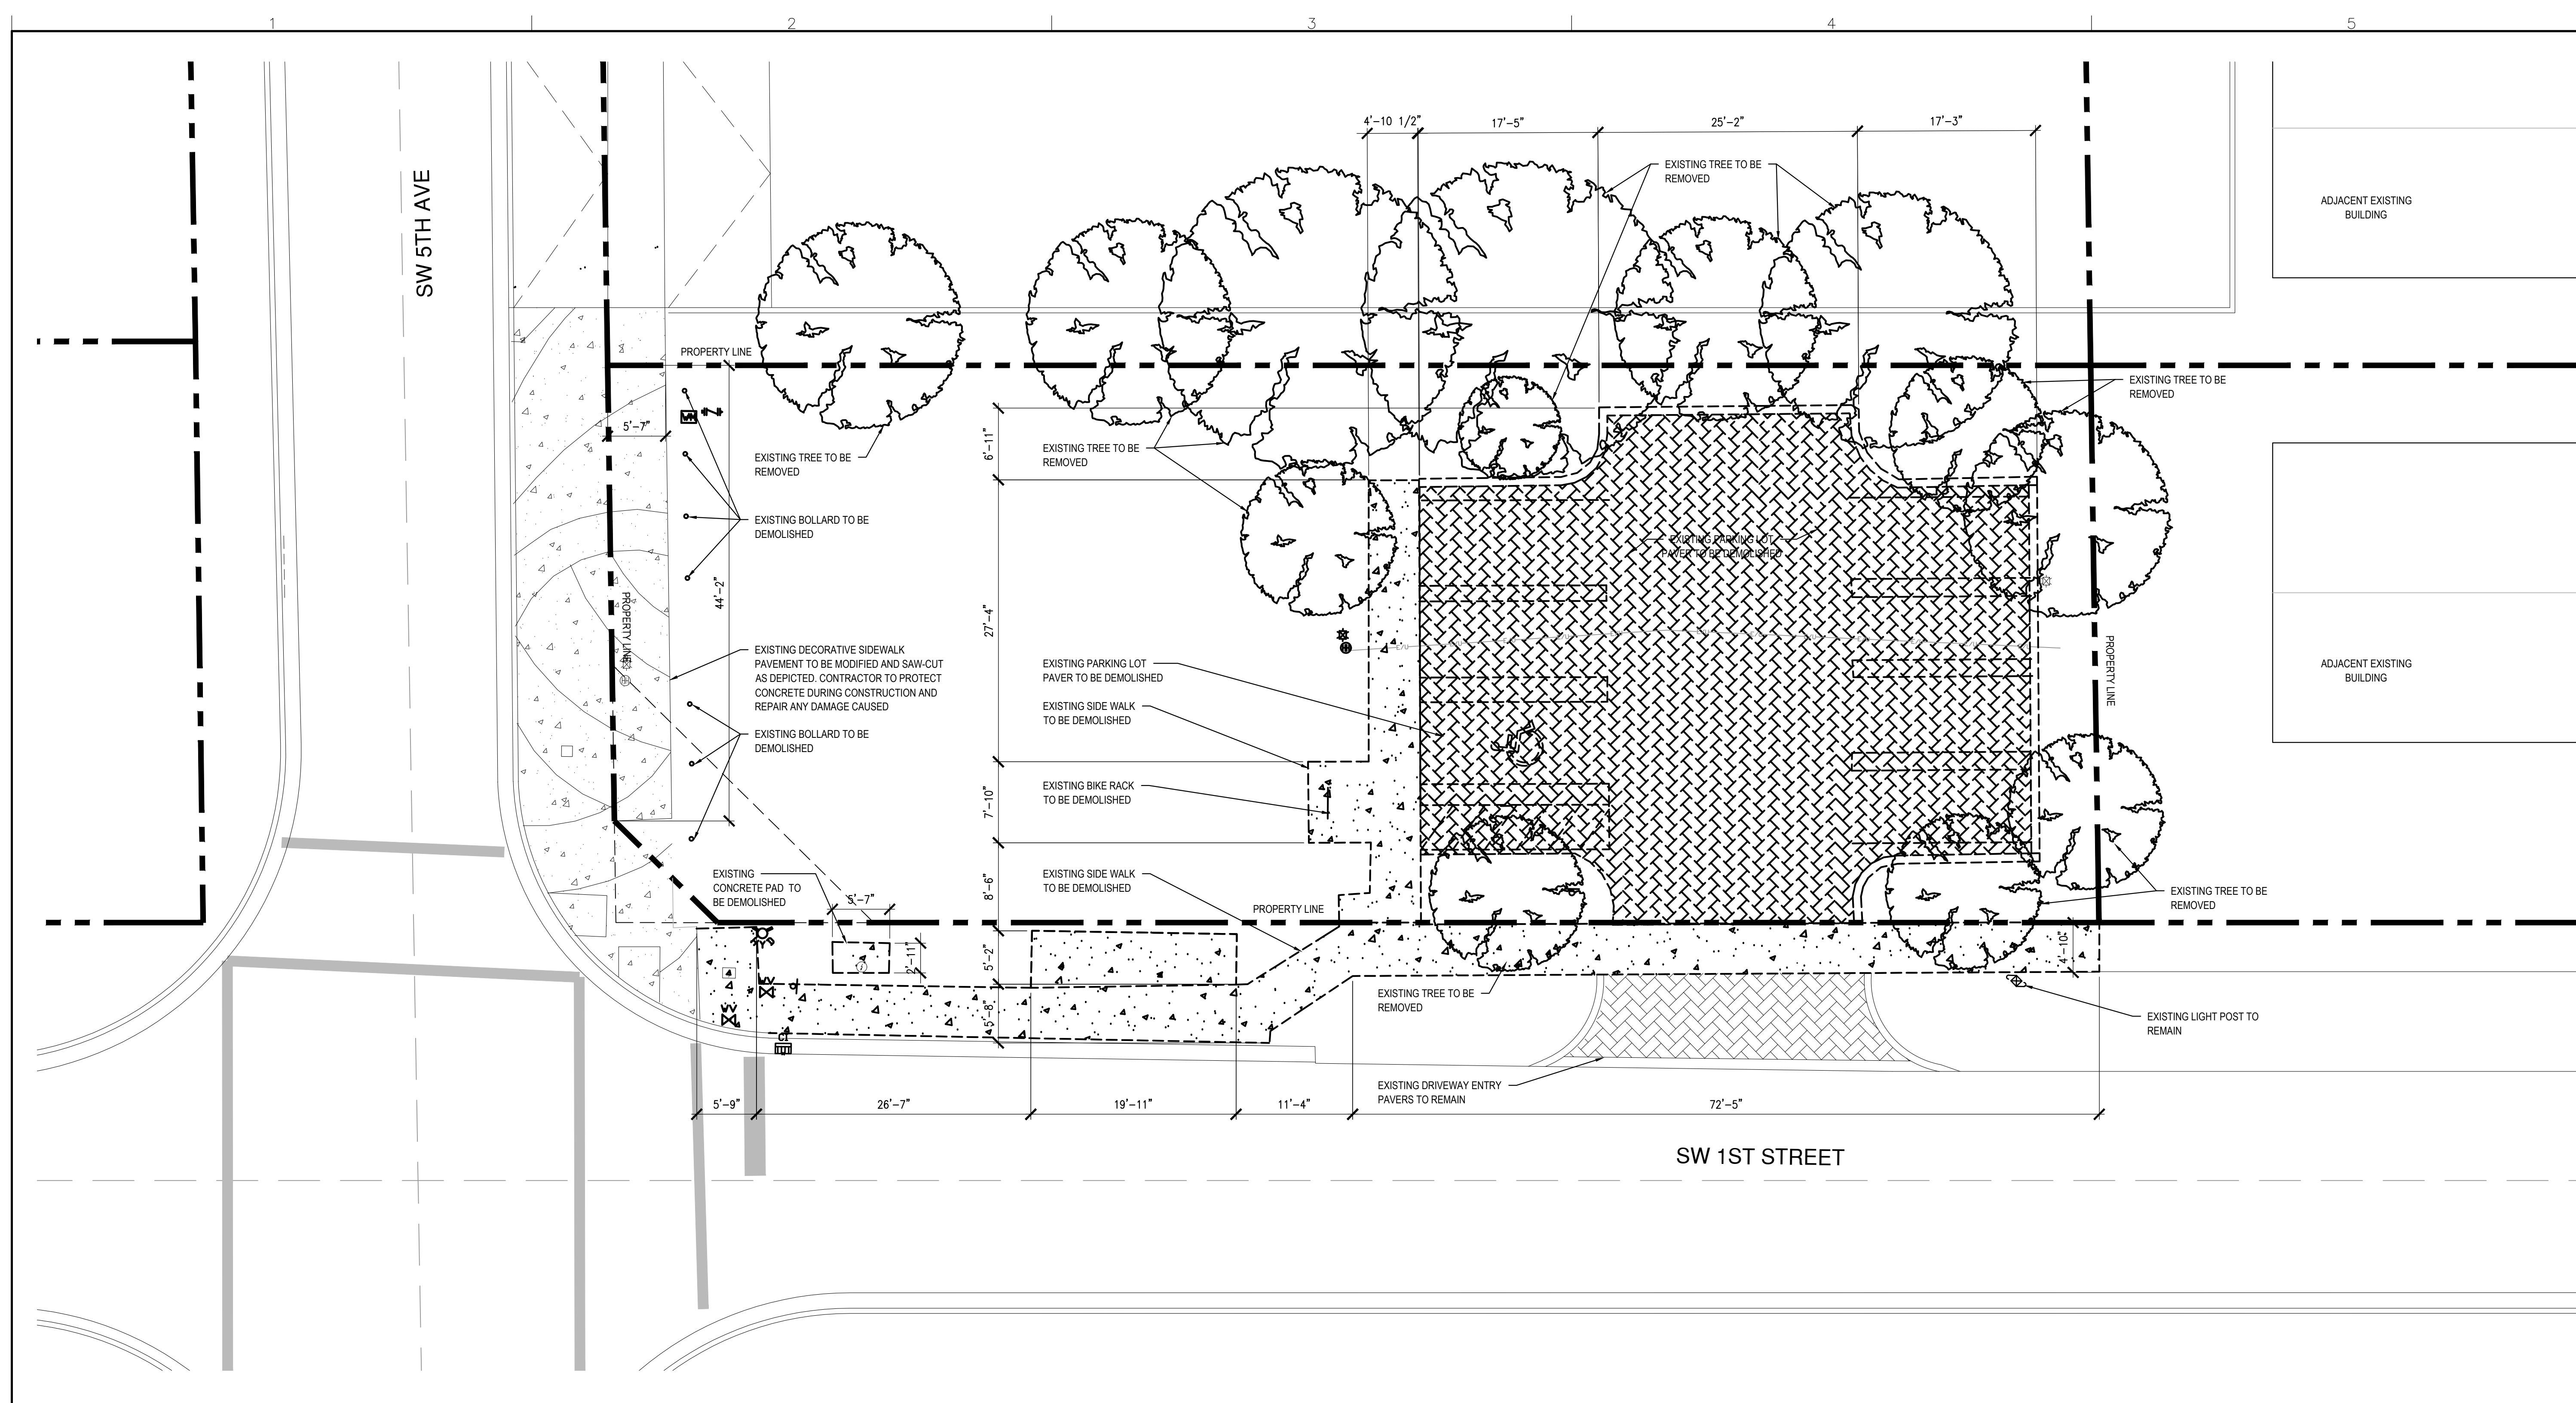 1
2
3
4
5
SW 5TH AVE
4'-10 1/2"
17'-5"
25'-2"
17'-3"
EXISTING TREE TO BE
REMOVED
ADJACENT EXISTING
BUILDING
PROPERTY LINE
EXISTING TREE TO BE
REMOVED
5'-7"
6'-11"
EXISTING TREE TO BE
REMOVED
EXISTING TREE TO BE
REMOVED
EXISTING BOLLARD TO BE
DEMOLISHED
EXISTING PARKING LOT
PAVER TO BE DEMOLISHED
44'-2"
27'-4"
PROPERTY LINE
EXISTING DECORATIVE SIDEWALK
PAVEMENT TO BE MODIFIED AND SAW-CUT
AS DEPICTED. CONTRACTOR TO PROTECT
CONCRETE DURING CONSTRUCTION AND
REPAIR ANY DAMAGE CAUSED
EXISTING PARKING LOT
PAVER TO BE DEMOLISHED
PROPERTY LINE
ADJACENT EXISTING
BUILDING
EXISTING SIDE WALK
TO BE DEMOLISHED
EXISTING BOLLARD TO BE
DEMOLISHED
EXISTING BIKE RACK
TO BE DEMOLISHED
7'-10"
EXISTING
CONCRETE PAD TO
BE DEMOLISHED
5'-7"
8'-6"
EXISTING SIDE WALK
TO BE DEMOLISHED
PROPERTY LINE
EXISTING TREE TO BE
REMOVED
2'-11"
5'-2"
4'-10"
EXISTING TREE TO BE
REMOVED
5'-8"
EXISTING LIGHT POST TO
REMAIN
CI
EXISTING DRIVEWAY ENTRY
PAVERS TO REMAIN
5'-9"
26'-7"
19'-11"
11'-4"
72'-5"
SW 1ST STREET